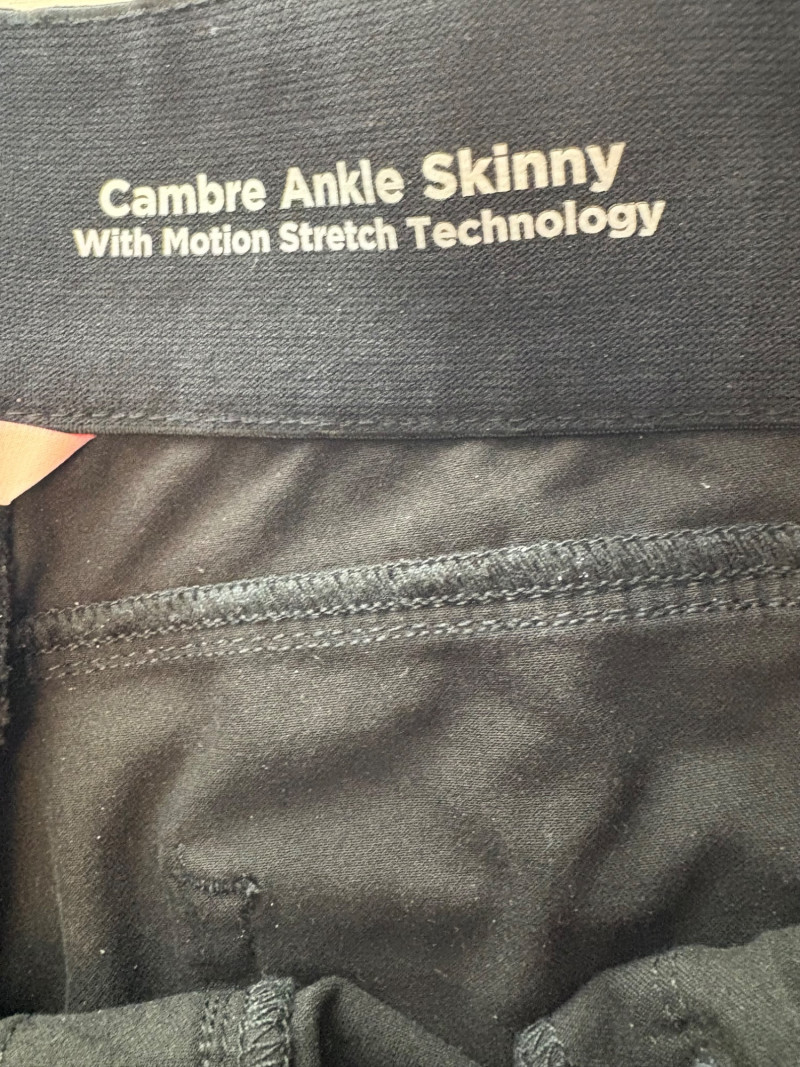 Cambre Ankle Skinny
With Motion Stretch Technology